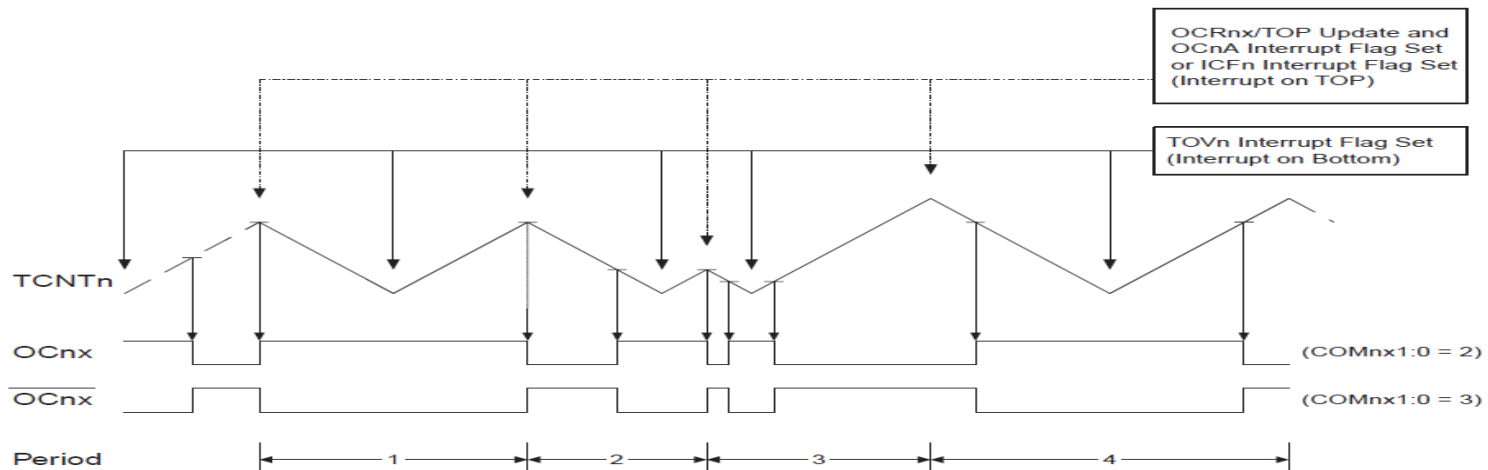 OCRnx/TOP Update and
OCnA Interrupt Flag Set
or ICFn Interrupt Flag Set
(Interrupt on TOP)
TOVn Interrupt Flag Set
(Interrupt on Bottom)
TCNTn
OCnx
(COMnx1:0 = 2)
OCnx
(COMnx1:0 = 3)
Period
1
2
3
4